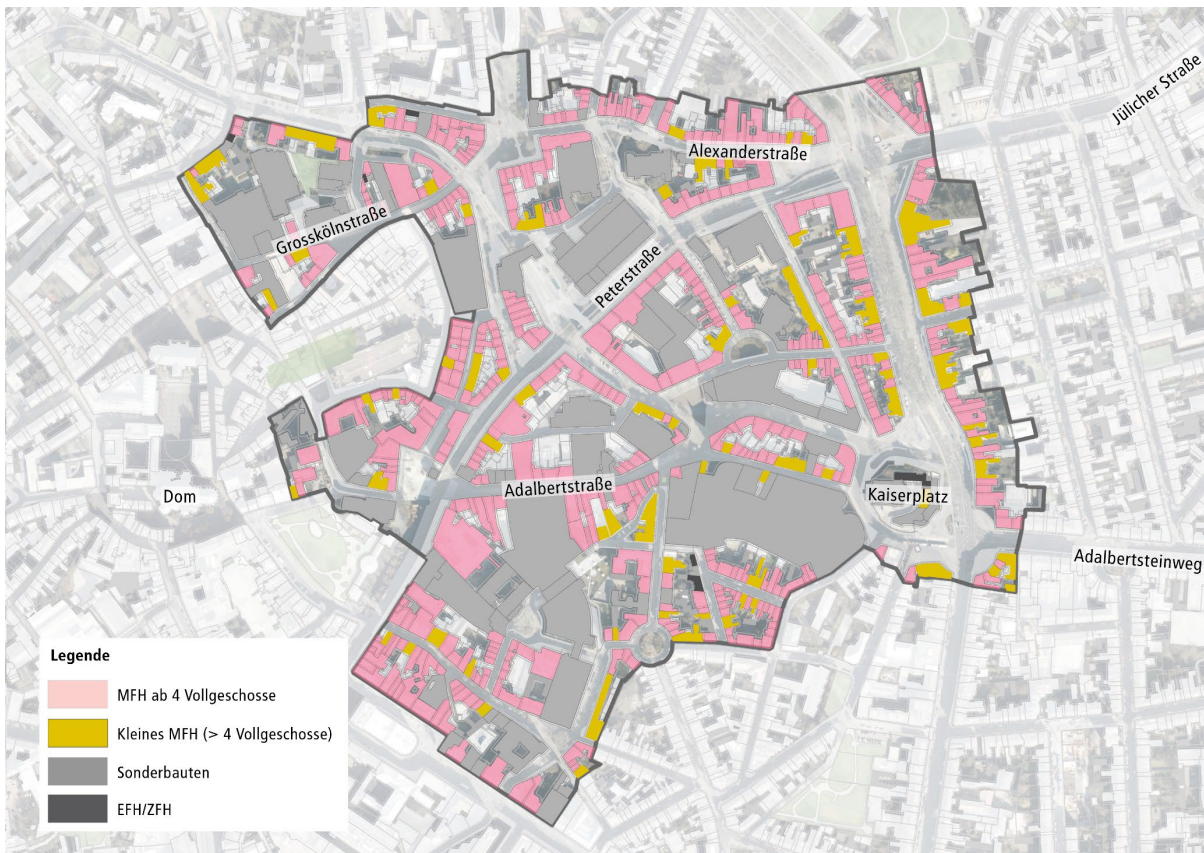 Jülicher Straße
Alexanderstraße
Grosskölnstraße
Peterstraße
Dom
Adalbertstraße
Kaiserplatz
Adalbertsteinweg
Legende
MFH ab 4 Vollgeschosse
Kleines MFH (> 4 Vollgeschosse)
Sonderbauten
EFH/ZFH